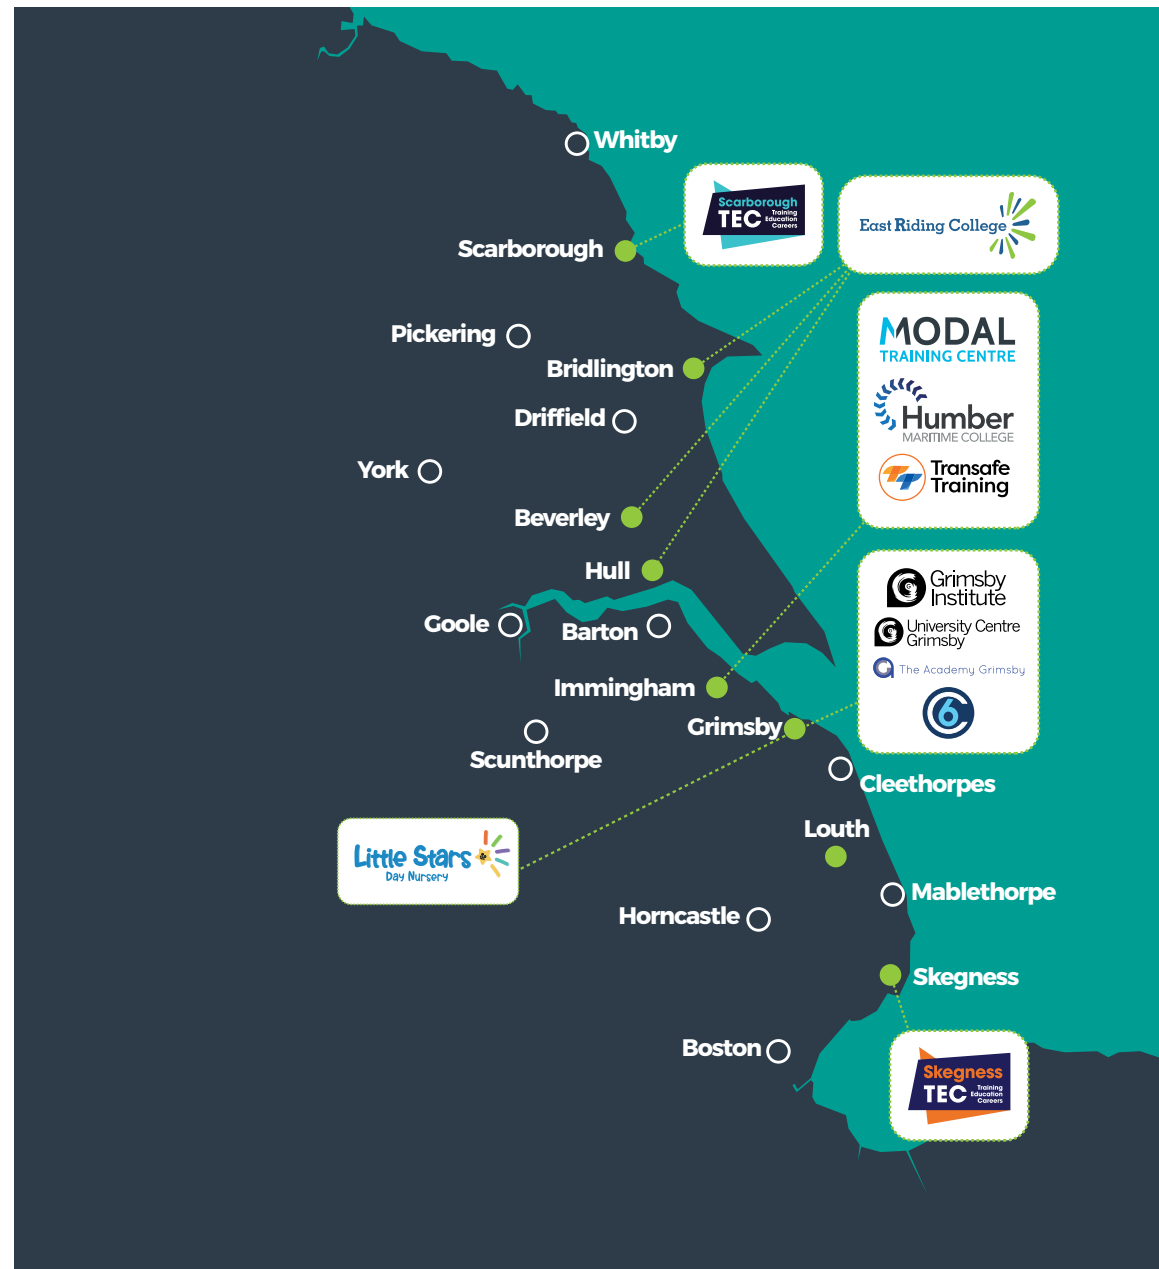 Whitby
Scarborough
TEC
Training
Education
Careers
East Riding College
Scarborough
MODAL
TRAINING CENTRE
Pickering
Bridlington
Humber
MARITIME COLLEGE
Driffield
York
Transafe
Training
Beverley
Hull
Grimsby
Institute
Goole
Barton
University Centre
Grimsby
The Academy Grimsby
Immingham
C6
Grimsby
Scunthorpe
Cleethorpes
Louth
Little Stars
Day Nursery
Mablethorpe
Horncastle
Skegness
Boston
Skegness
TEC
Training
Education
Careers